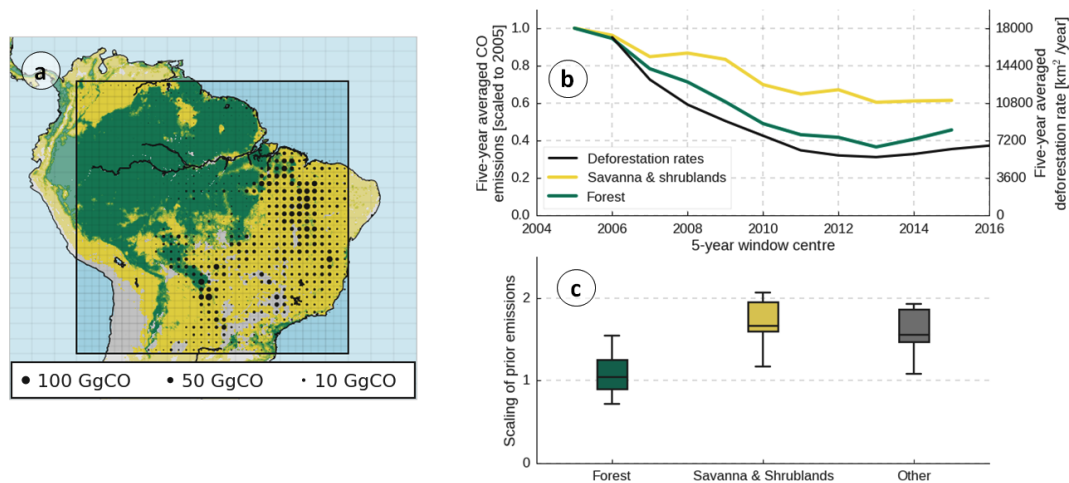 a
100 GgCO 50 GgCO 10 GgCO
b
Five-year averaged CO
emissions [scaled to 2005]
1.0
0.8
0.6
0.4
0.2
0.0
Deforestation rates
Savanna & shrublands
Forest
18000
14400
10800
7200
3600
0
Five-year averaged
deforestation rate [km² /year]
2004 2006 2008 2010 2012 2014 2016
5-year window centre
c
Scaling of prior emissions
2
1
0
Forest Savanna & Shrublands Other